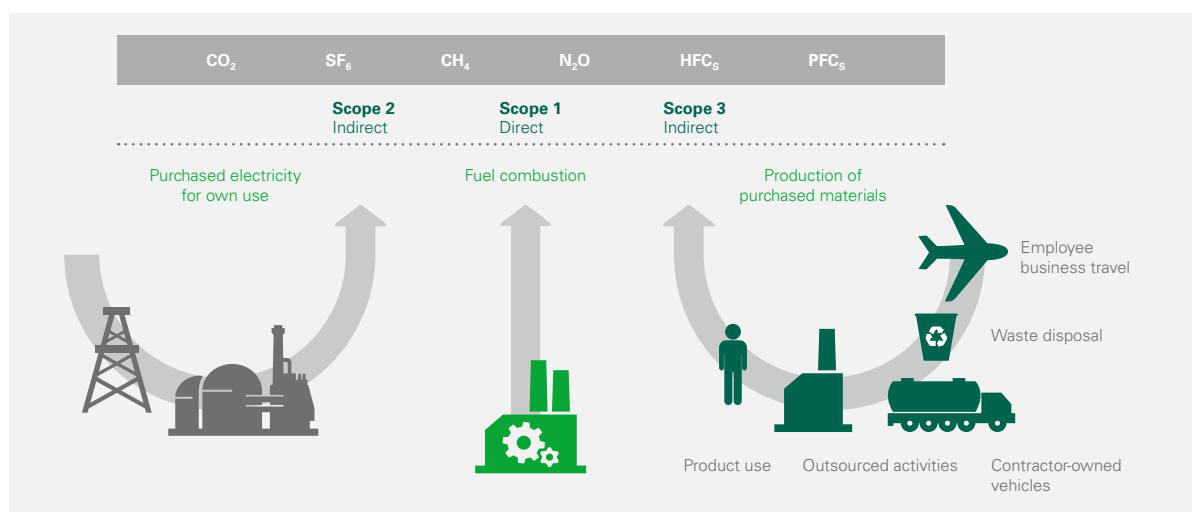 CO₂ SF₆ CH₄ N₂O HFCₛ PFCₛ
Scope 2 Scope 1 Scope 3
Indirect Direct Indirect
Purchased electricity
for own use
Fuel combustion
Production of
purchased materials
Employee
business travel
Waste disposal
Product use
Outsourced activities
Contractor-owned
vehicles